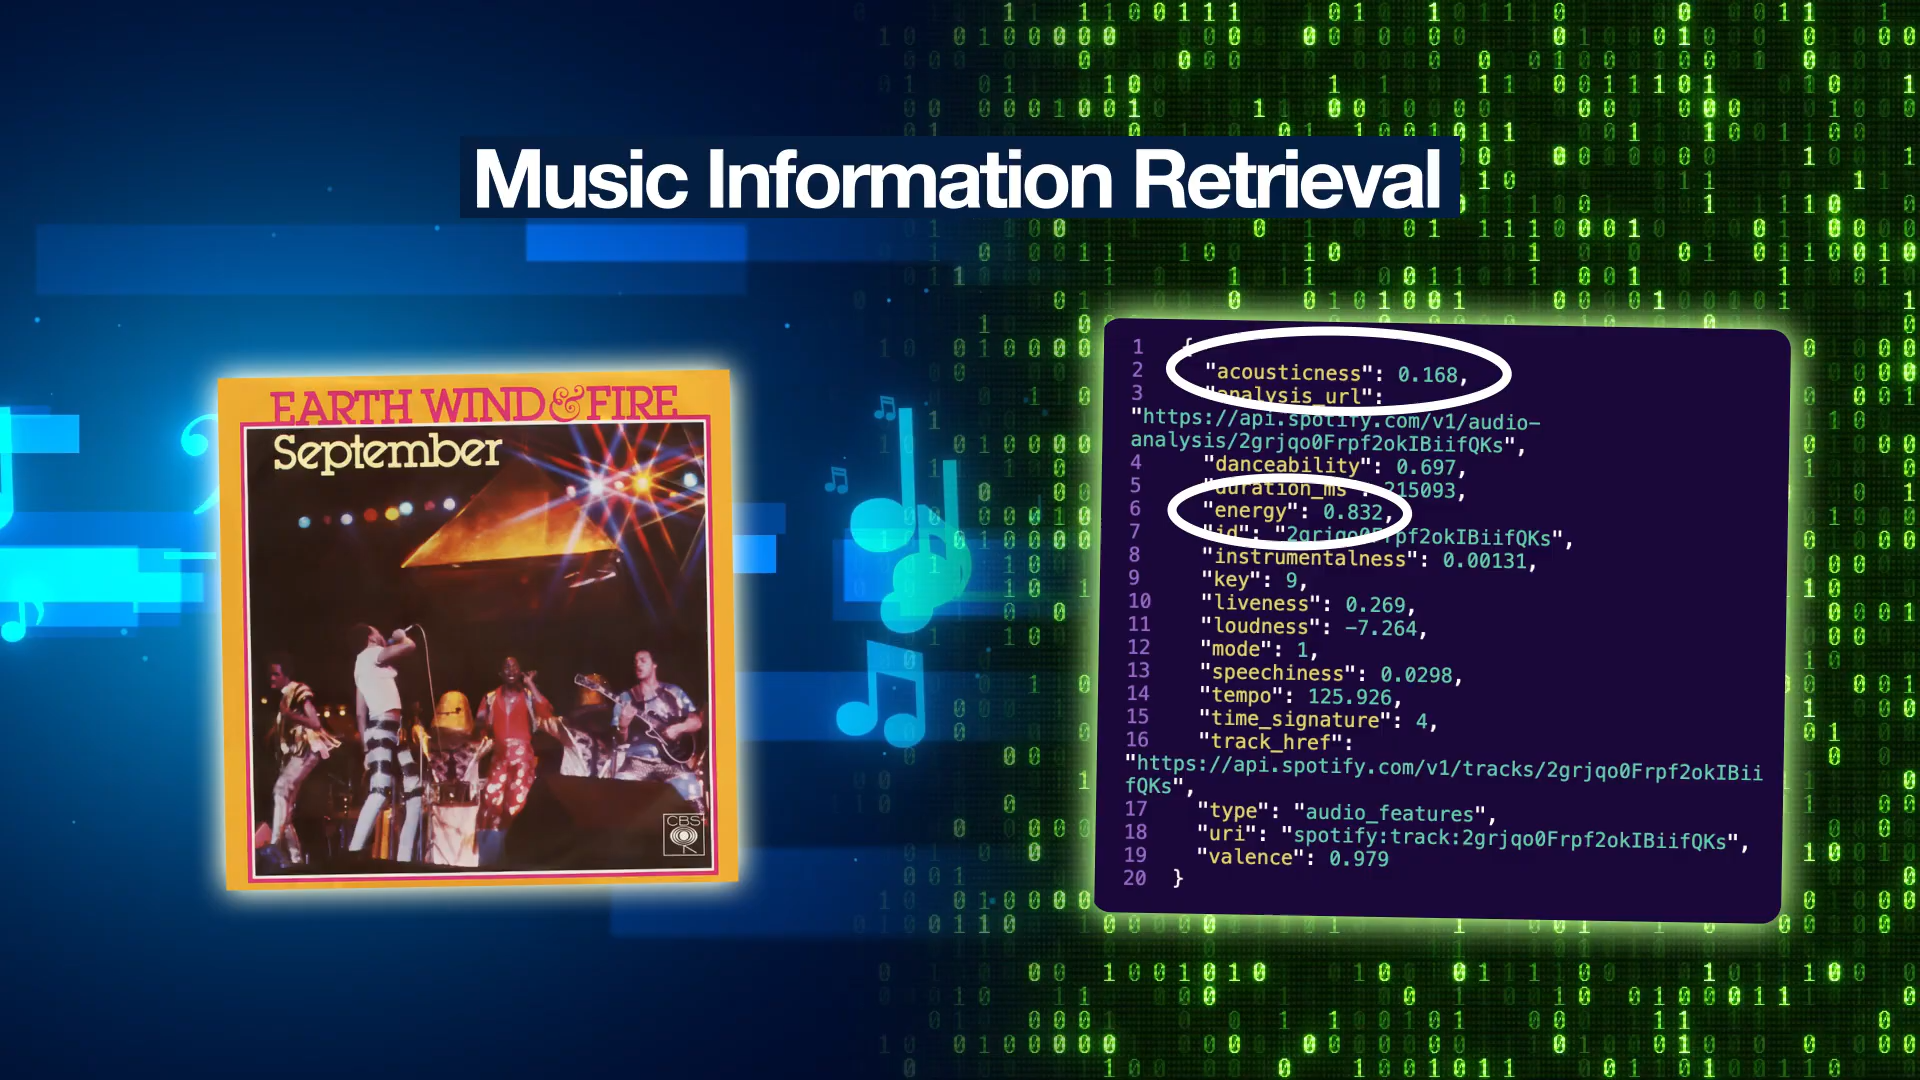 Music Information Retrieval
EARTH WIND & FIRE
September
CBS
1 {
2 "acousticness": 0.168,
3 "analysis_url":
"https://api.spotify.com/v1/audio-
analysis/2grjqo0Frpf2okIBiifQKs",
4 "danceability": 0.697,
5 "duration_ms": 215093,
6 "energy": 0.832,
7 "id": "2grjqo0Frpf2okIBiifQKs",
8 "instrumentalness": 0.00131,
9 "key": 9,
10 "liveness": 0.269,
11 "loudness": -7.264,
12 "mode": 1,
13 "speechiness": 0.0298,
14 "tempo": 125.926,
15 "time_signature": 4,
16 "track_href":
"https://api.spotify.com/v1/tracks/2grjqo0Frpf2okIBii
fQKs",
17 "type": "audio_features",
18 "uri": "spotify:track:2grjqo0Frpf2okIBiifQKs",
19 "valence": 0.979
20 }